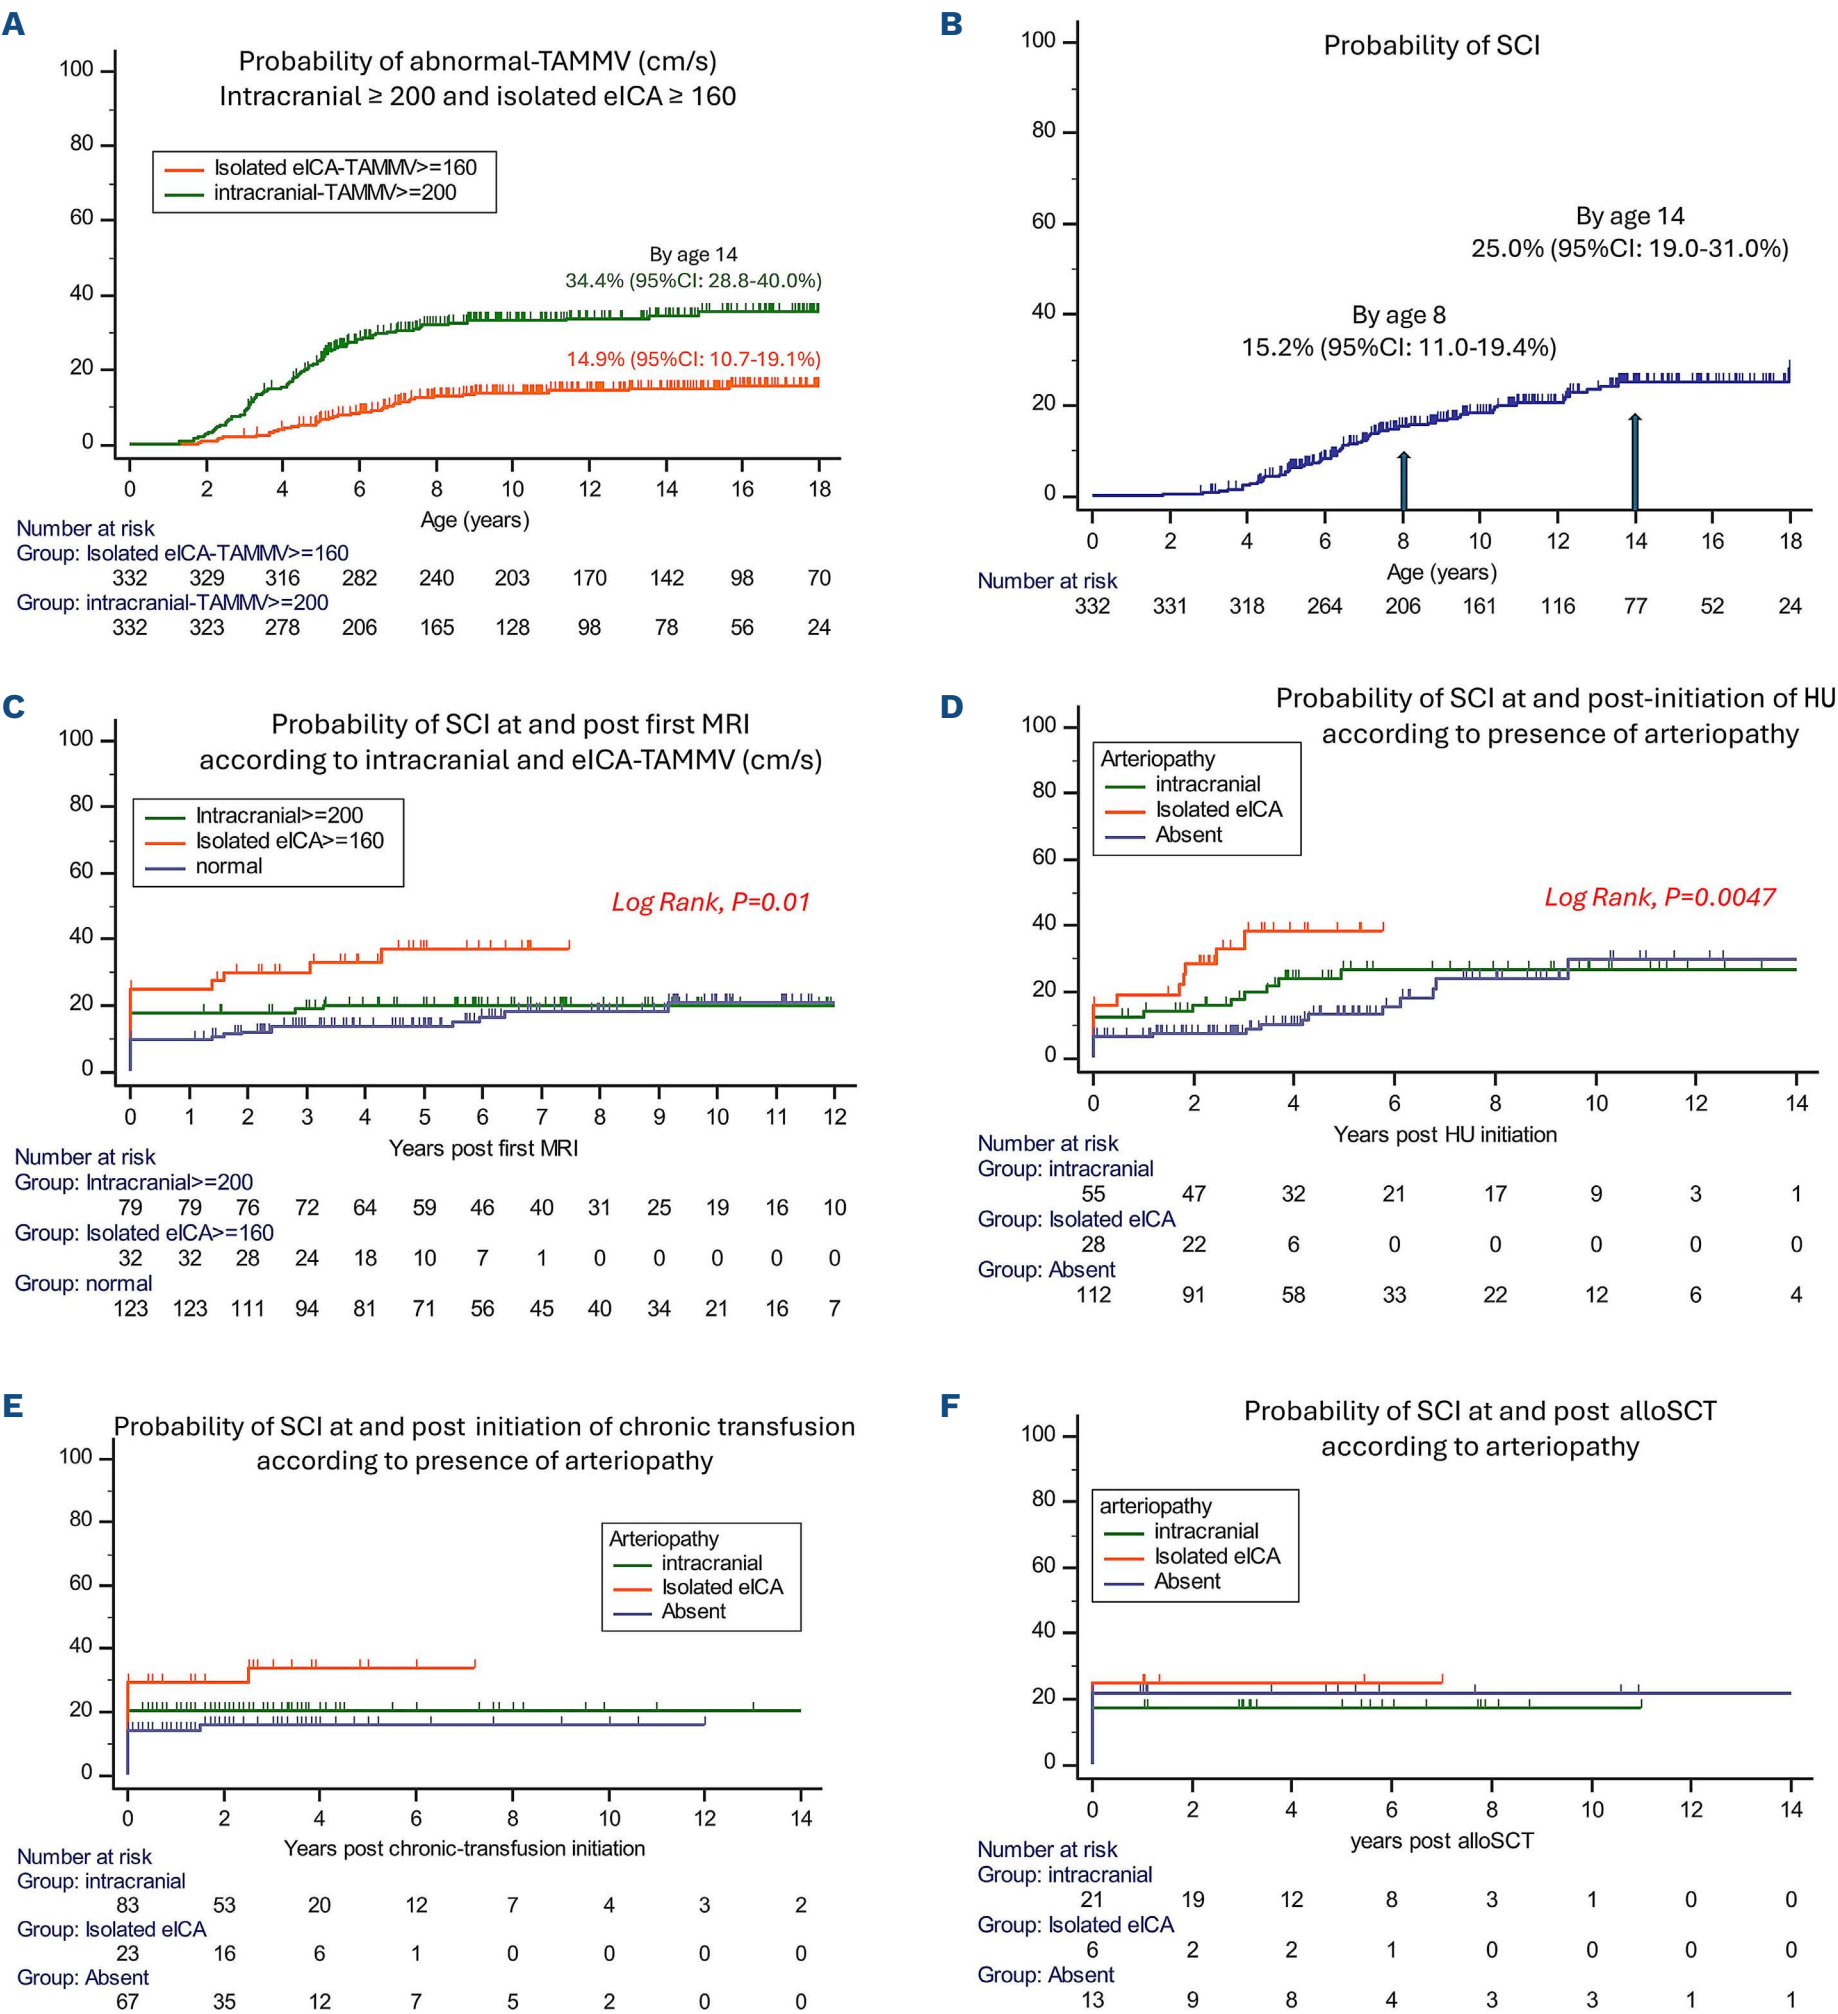 A
Probability of abnormal-TAMMV (cm/s)
Intracranial ≥ 200 and isolated eICA ≥ 160
100
80
60
40
20
0
Isolated eICA-TAMMV>=160
intracranial-TAMMV>=200
By age 14
34.4% (95%CI: 28.8-40.0%)
14.9% (95%CI: 10.7-19.1%)
0 2 4 6 8 10 12 14 16 18
Age (years)
Number at risk
Group: Isolated eICA-TAMMV>=160
332 329 316 282 240 203 170 142 98 70
Group: intracranial-TAMMV>=200
332 323 278 206 165 128 98 78 56 24
B
Probability of SCI
100
80
60
40
20
0
By age 14
25.0% (95%CI: 19.0-31.0%)
By age 8
15.2% (95%CI: 11.0-19.4%)
0 2 4 6 8 10 12 14 16 18
Age (years)
Number at risk
332 331 318 264 206 161 116 77 52 24
C
Probability of SCI at and post first MRI
according to intracranial and eICA-TAMMV (cm/s)
100
80
60
40
20
0
Intracranial>=200
Isolated eICA>=160
normal
Log Rank, P=0.01
0 1 2 3 4 5 6 7 8 9 10 11 12
Years post first MRI
Number at risk
Group: Intracranial>=200
79 79 76 72 64 59 46 40 31 25 19 16 10
Group: Isolated eICA>=160
32 32 28 24 18 10 7 1 0 0 0 0 0
Group: normal
123 123 111 94 81 71 56 45 40 34 21 16 7
D
Probability of SCI at and post-initiation of HU
according to presence of arteriopathy
100
80
60
40
20
0
Arteriopathy
intracranial
Isolated eICA
Absent
Log Rank, P=0.0047
0 2 4 6 8 10 12 14
Years post HU initiation
Number at risk
Group: intracranial
55 47 32 21 17 9 3 1
Group: Isolated eICA
28 22 6 0 0 0 0 0
Group: Absent
112 91 58 33 22 12 6 4
E
Probability of SCI at and post initiation of chronic transfusion
according to presence of arteriopathy
100
80
60
40
20
0
Arteriopathy
intracranial
Isolated eICA
Absent
0 2 4 6 8 10 12 14
Years post chronic-transfusion initiation
Number at risk
Group: intracranial
83 53 20 12 7 4 3 2
Group: Isolated eICA
23 16 6 1 0 0 0 0
Group: Absent
67 35 12 7 5 2 0 0
F
Probability of SCI at and post alloSCT
according to arteriopathy
100
80
60
40
20
0
arteriopathy
intracranial
Isolated eICA
Absent
0 2 4 6 8 10 12 14
years post alloSCT
Number at risk
Group: intracranial
21 19 12 8 3 1 0 0
Group: Isolated eICA
6 2 2 1 0 0 0 0
Group: Absent
13 9 8 4 3 3 1 1